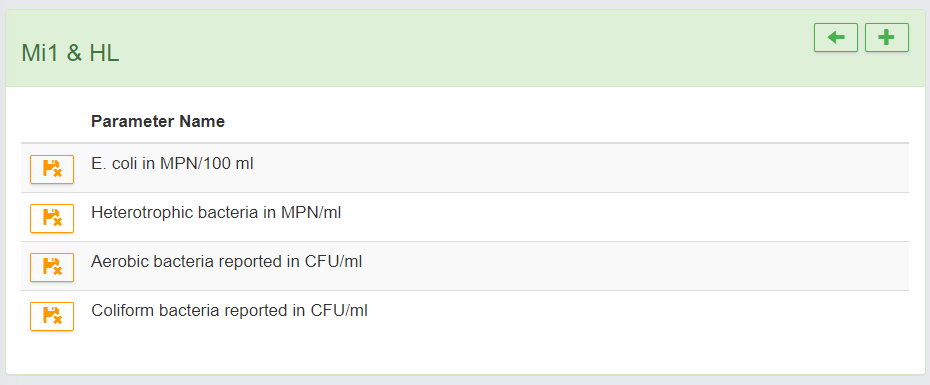 Mi1 & HL
Parameter Name
E. coli in MPN/100 ml
Heterotrophic bacteria in MPN/ml
Aerobic bacteria reported in CFU/ml
Coliform bacteria reported in CFU/ml